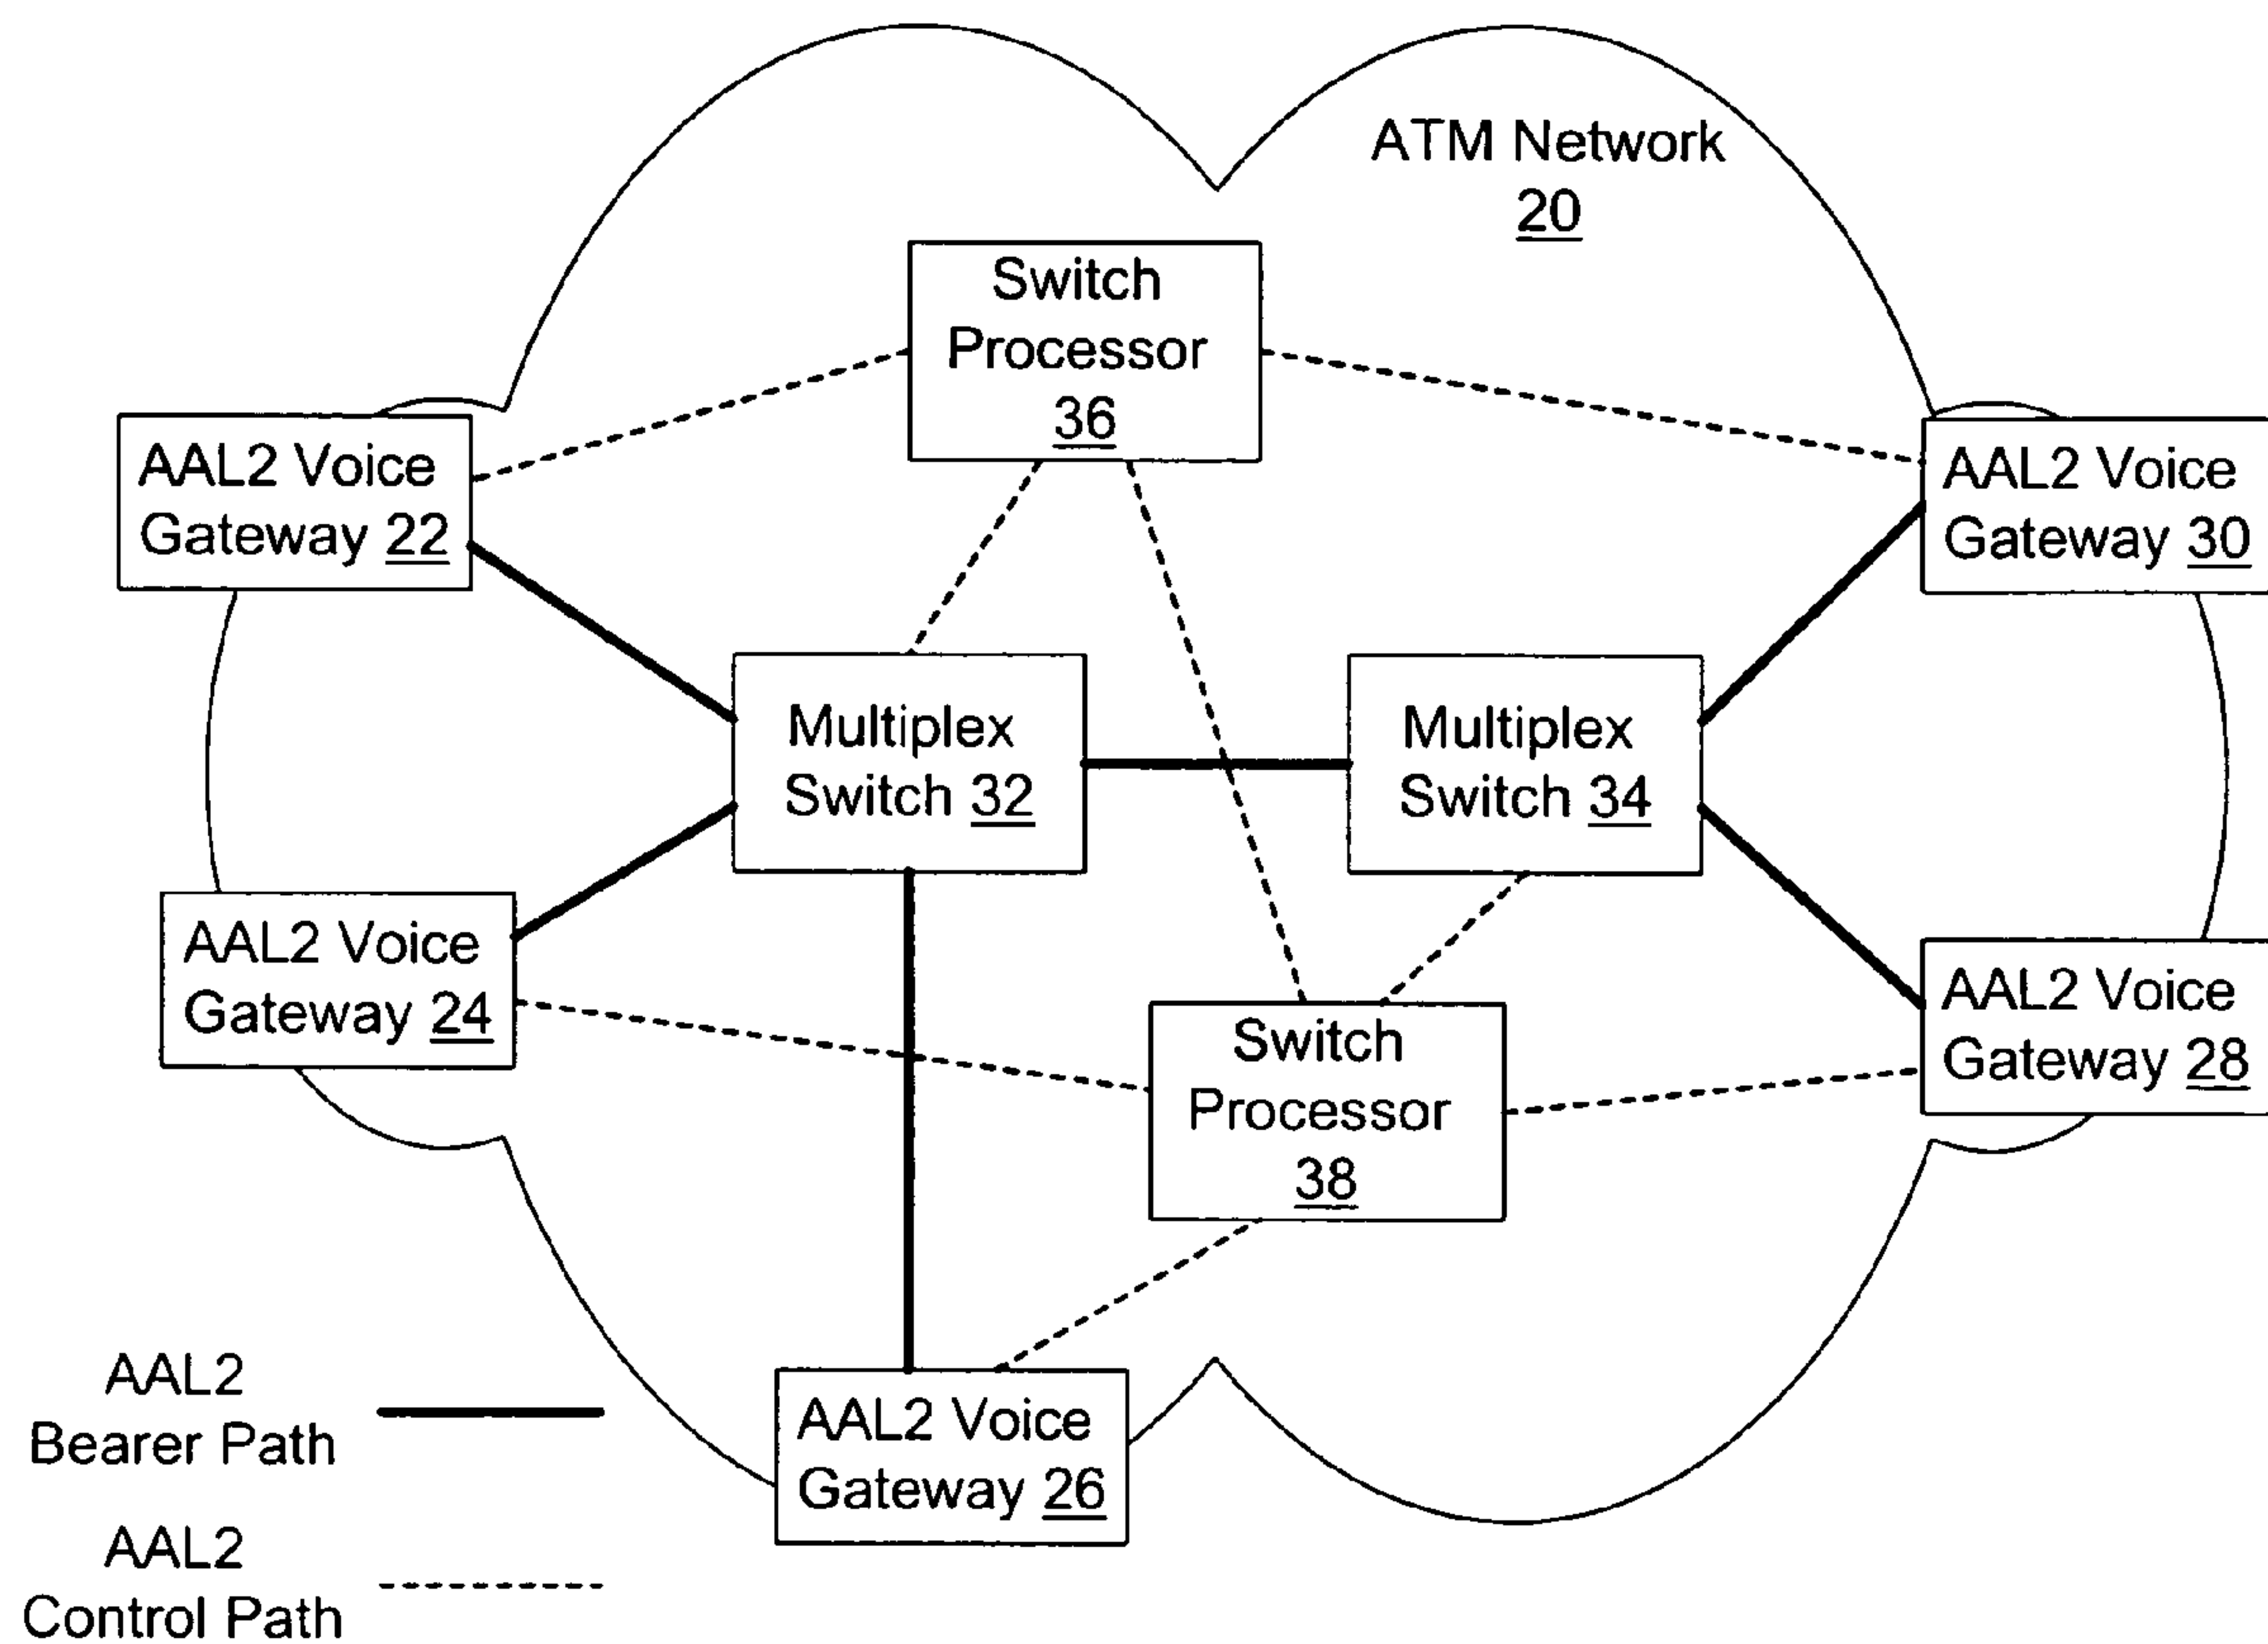 ATM Network
20
Switch
Processor
36
AAL2 Voice
Gateway 22
AAL2 Voice
Gateway 30
Multiplex
Switch 32
Multiplex
Switch 34
AAL2 Voice
Gateway 24
Switch
Processor
38
AAL2 Voice
Gateway 28
AAL2 Voice
Gateway 26
AAL2
Bearer Path
AAL2
Control Path